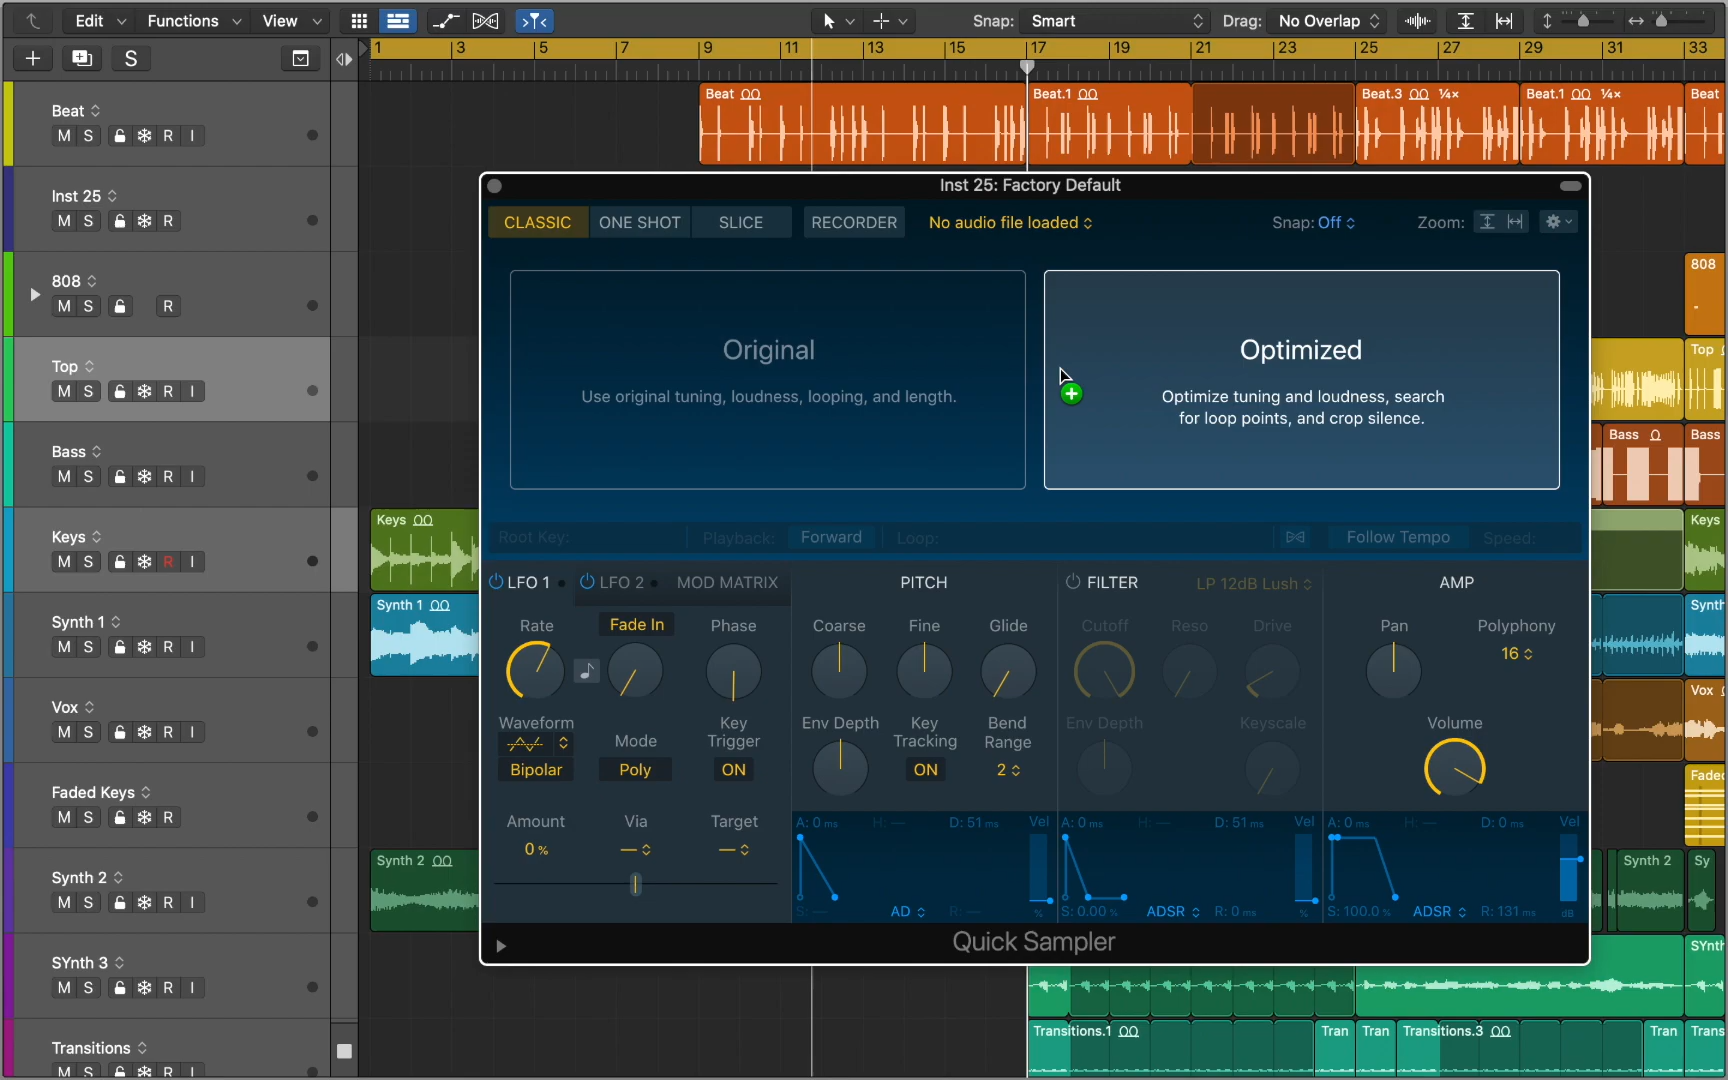 Edit Functions View Snap: Smart Drag: No Overlap
S
1 3 5 7 9 11 13 15 17 19 21 23 25 27 29 31 33
Beat
M S R I
Beat Beat.1 Beat.3 ¼× Beat.1 ¼× Beat
Inst 25
M S R
808
M S R
808
Top
M S R I
Top
Bass
M S R I
Bass Bass
Keys
M S R I
Keys Keys
Synth 1
M S R I
Synth 1 Synth
Vox
M S R I
Vox
Faded Keys
M S R
Faded
Synth 2
M S R I
Synth 2 Synth 2 Sy
SYnth 3
M S R I
SYnth
Transitions
M S R I
Transitions.1 Tran Tran Transitions.3 Tran Trans
Inst 25: Factory Default
CLASSIC ONE SHOT SLICE RECORDER No audio file loaded Snap: Off Zoom:
Original
Use original tuning, loudness, looping, and length.
Optimized
Optimize tuning and loudness, search
for loop points, and crop silence.
Root Key: Playback: Forward Loop: Follow Tempo Speed:
LFO 1 LFO 2 MOD MATRIX PITCH FILTER LP 12dB Lush AMP
Rate Fade In Phase Coarse Fine Glide Cutoff Reso Drive Pan Polyphony
16
Waveform Mode Key
Trigger
Bipolar Poly ON
Env Depth Key
Tracking
ON
Bend
Range
2
Env Depth Keyscale
Volume
Amount Via Target
0 % — —
A: 0 ms H: — D: 51 ms Vel
S: — AD R: — %
A: 0 ms H: — D: 51 ms Vel
S: 0.00 % ADSR R: 0 ms %
A: 0 ms H: — D: 0 ms Vel
S: 100.0 % ADSR R: 131 ms dB
Quick Sampler